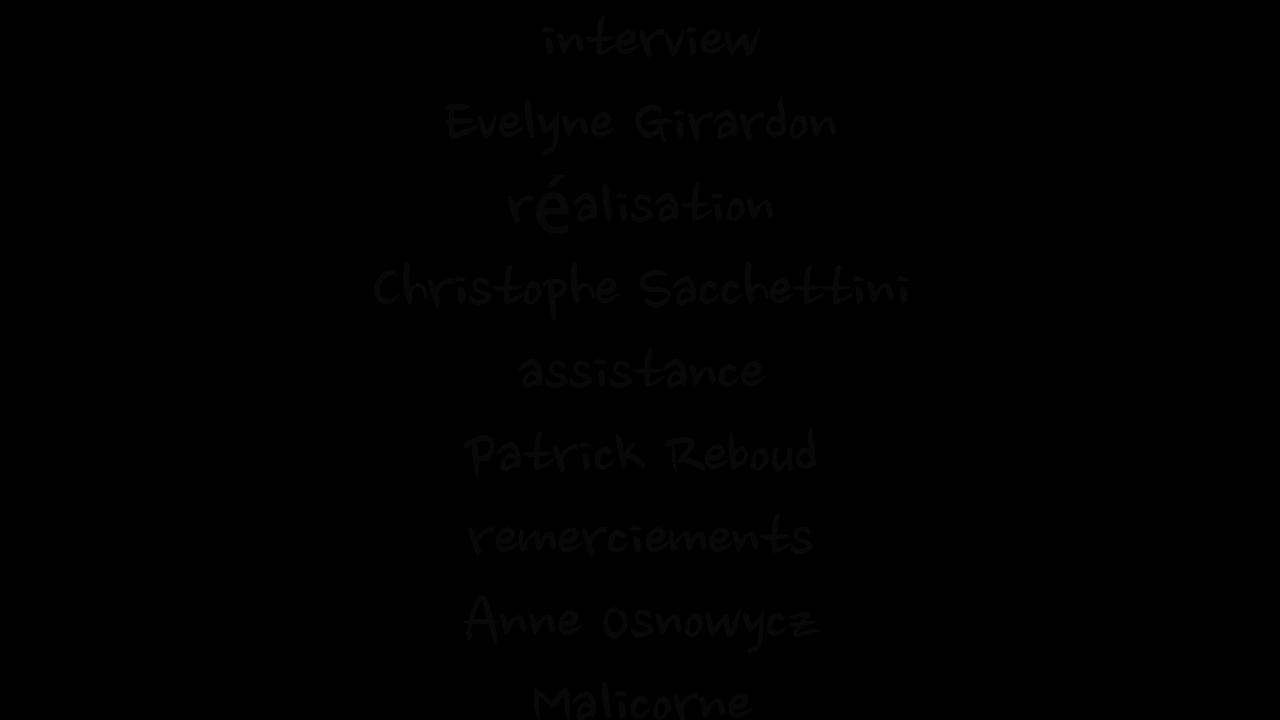 interview
Evelyne Girardon
réalisation
Christophe Sacchettini
assistance
Patrick Reboud
remerciements
Anne Osnowycz
Malicorne